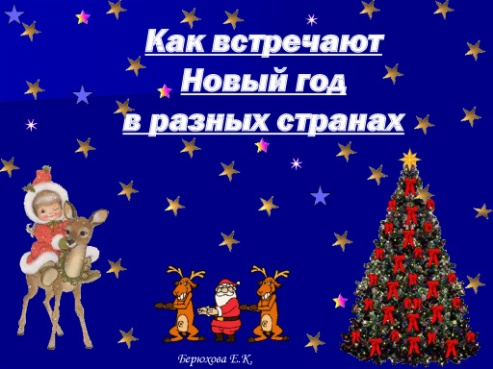 Как встречают
Новый год
в разных странах
Берюхова Е.К.